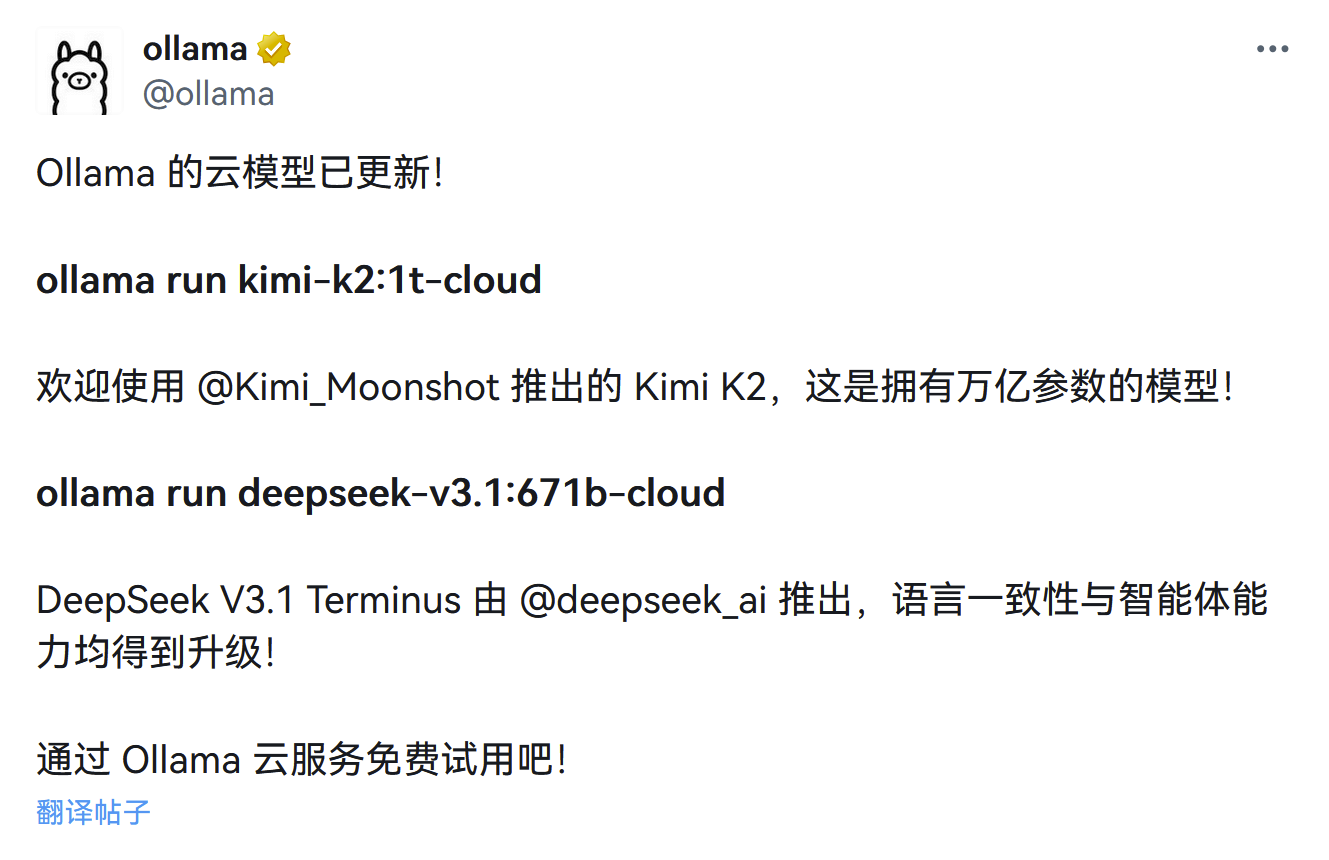 ollama
@ollama
Ollama 的云模型已更新！
ollama run kimi-k2:1t-cloud
欢迎使用 @Kimi_Moonshot 推出的 Kimi K2，这是拥有万亿参数的模型！
ollama run deepseek-v3.1:671b-cloud
DeepSeek V3.1 Terminus 由 @deepseek_ai 推出，语言一致性与智能体能
力均得到升级！
通过 Ollama 云服务免费试用吧！
翻译帖子